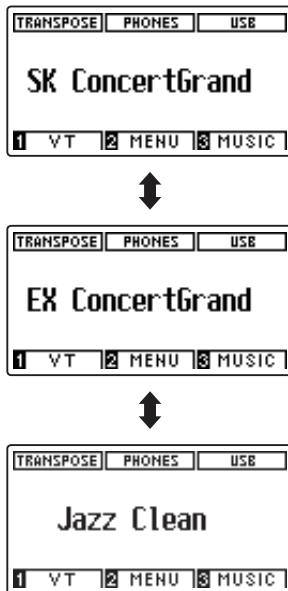 TRANSPOSE PHONES USB
SK ConcertGrand
1 VT 2 MENU 3 MUSIC
TRANSPOSE PHONES USB
EX ConcertGrand
1 VT 2 MENU 3 MUSIC
TRANSPOSE PHONES USB
Jazz Clean
1 VT 2 MENU 3 MUSIC